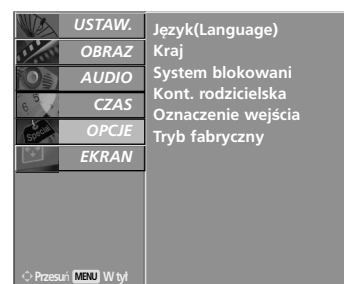 USTAW.
OBRAZ
AUDIO
CZAS
OPCJE
EKRAN
Język(Language)
Kraj
System blokowani
Kont. rodzicielska
Oznaczenie wejścia
Tryb fabryczny
Przesuń MENU W tył